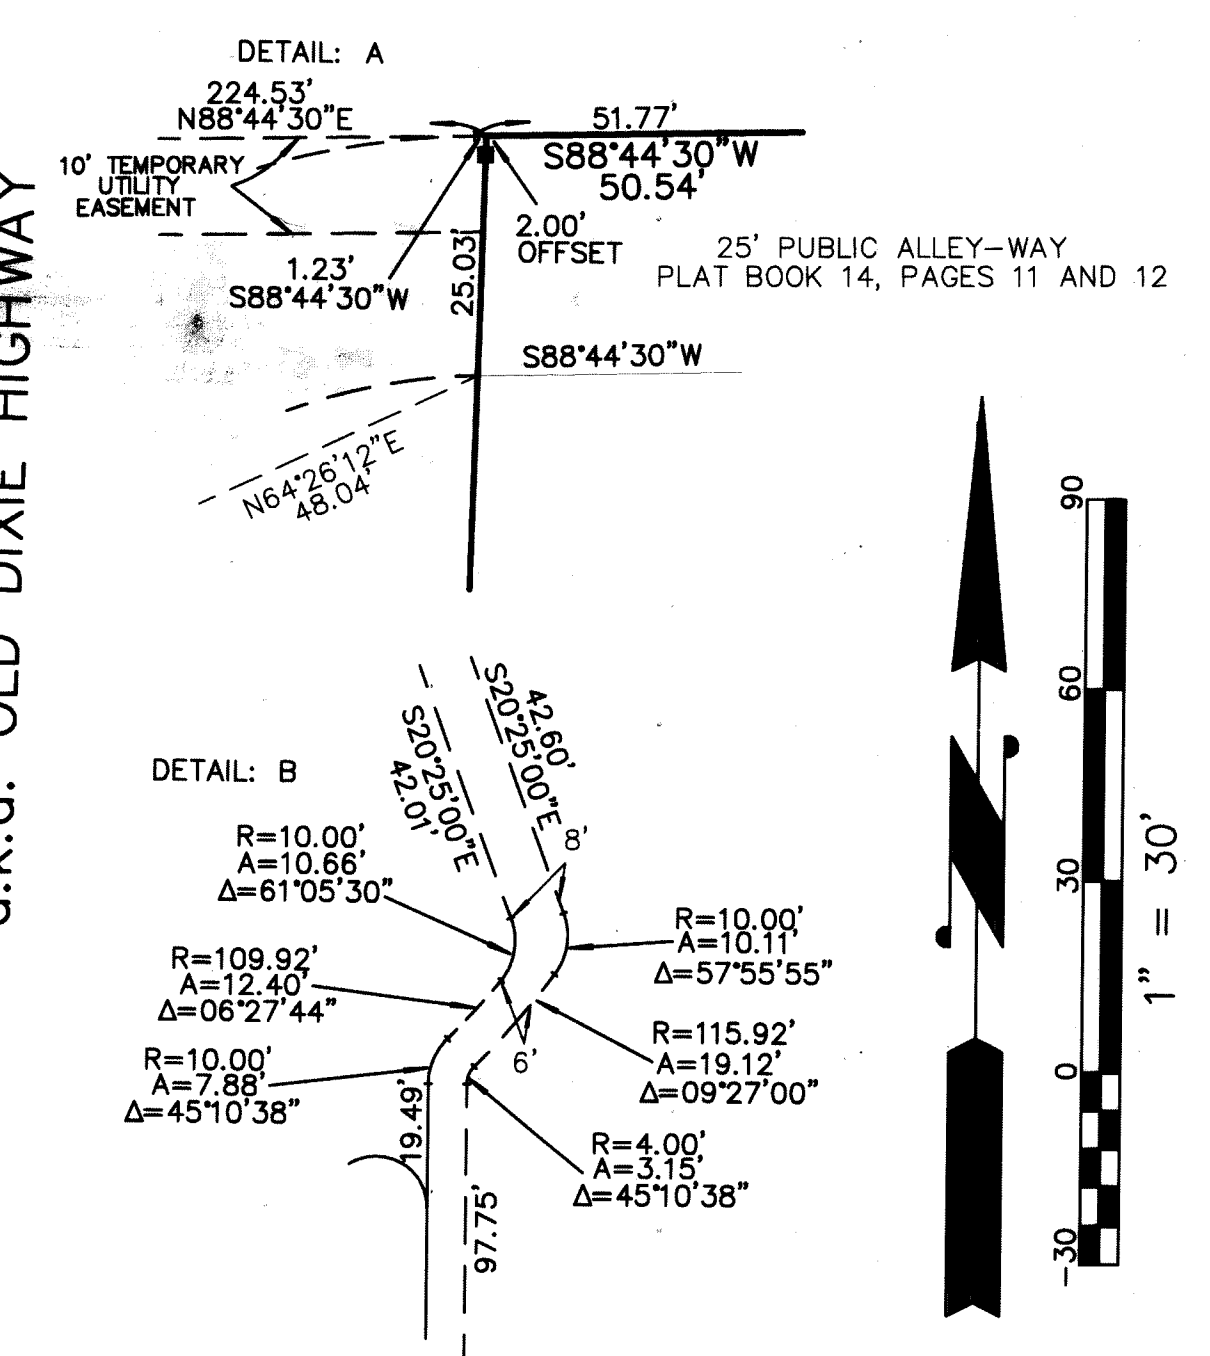 DETAIL: A
224.53'
N88°44'30"E
51.77'
S88°44'30"W
50.54'
10' TEMPORARY
UTILITY
EASEMENT
2.00'
OFFSET
25' PUBLIC ALLEY-WAY
PLAT BOOK 14, PAGES 11 AND 12
1.23'
S88°44'30"W
25.03'
S88°44'30"W
N64°26'12"E
48.04'
a.k.a. OLD DIXIE HIGHWAY
DETAIL: B
S20°25'00"E
42.01'
42.60'
S20°25'00"E
8'
R=10.00'
A=10.66'
Δ=61°05'30"
R=10.00'
A=10.11'
Δ=57°55'55"
R=109.92'
A=12.40'
Δ=06°27'44"
R=115.92'
A=19.12'
Δ=09°27'00"
6'
R=10.00'
A=7.88'
Δ=45°10'38"
R=4.00'
A=3.15'
Δ=45°10'38"
19.49'
97.75'
N
90
60
30
0
-30
1" = 30'